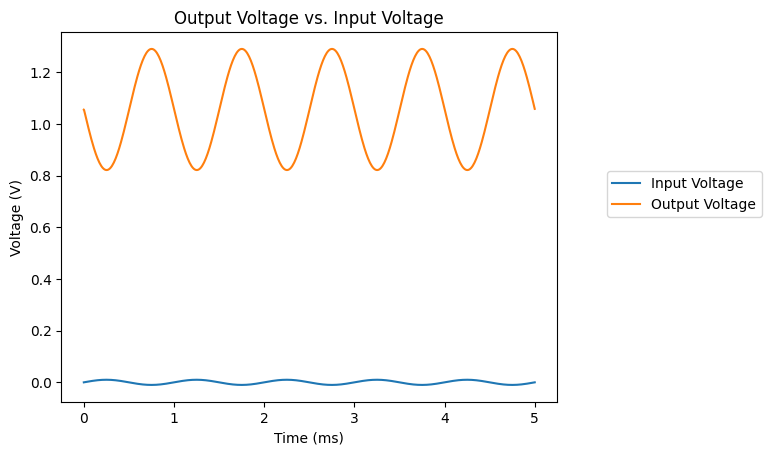 Output Voltage vs. Input Voltage
Voltage (V)
1.2
1.0
0.8
0.6
0.4
0.2
0.0
0 1 2 3 4 5
Time (ms)
Input Voltage
Output Voltage